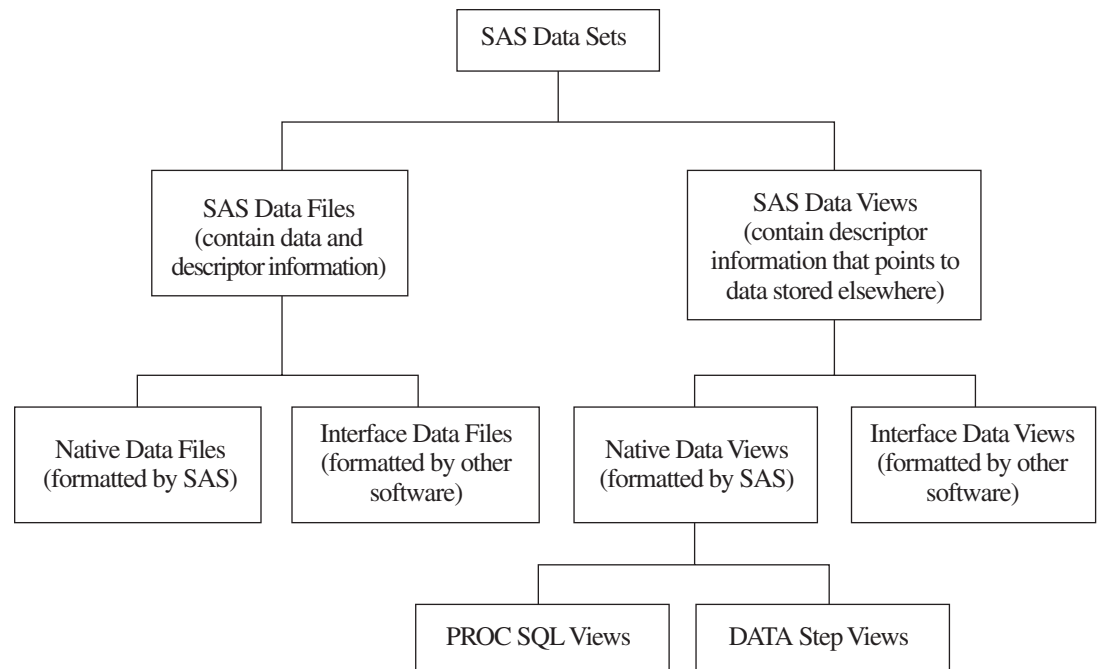 SAS Data Sets
SAS Data Files
(contain data and
descriptor information)
SAS Data Views
(contain descriptor
information that points to
data stored elsewhere)
Native Data Files
(formatted by SAS)
Interface Data Files
(formatted by other
software)
Native Data Views
(formatted by SAS)
Interface Data Views
(formatted by other
software)
PROC SQL Views
DATA Step Views